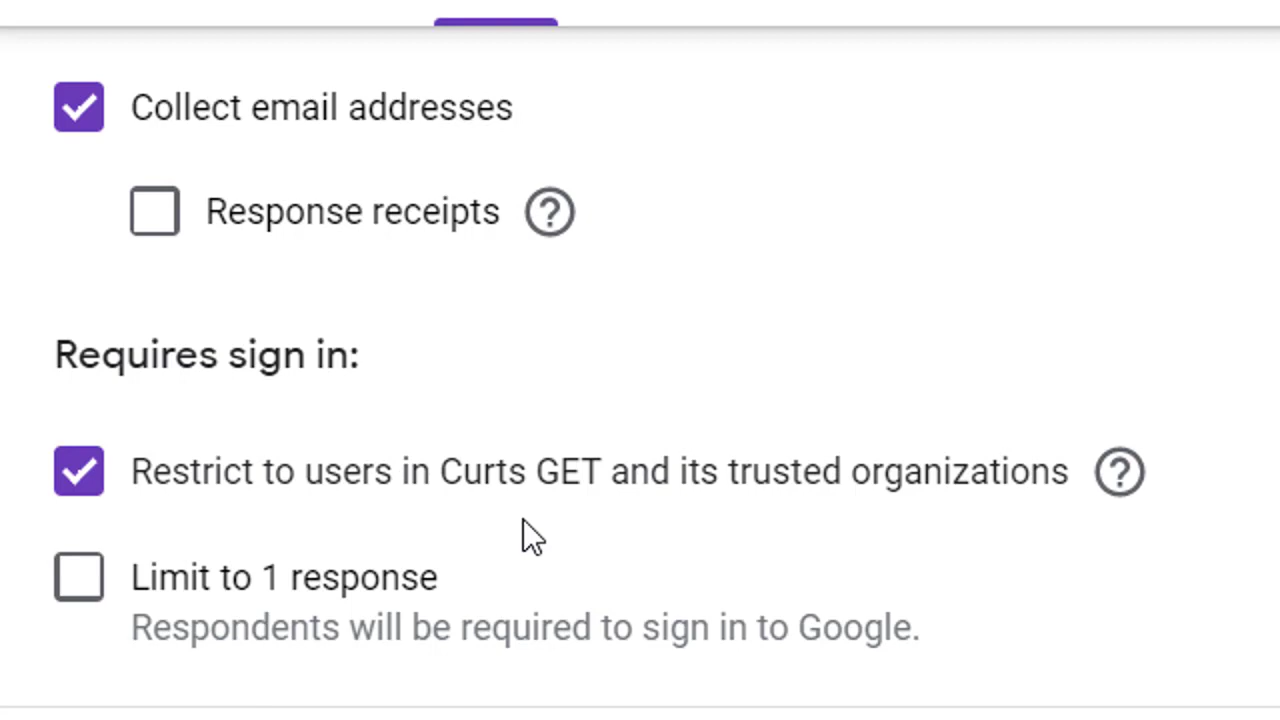 Collect email addresses
Response receipts
Requires sign in:
Restrict to users in Curts GET and its trusted organizations
Limit to 1 response
Respondents will be required to sign in to Google.